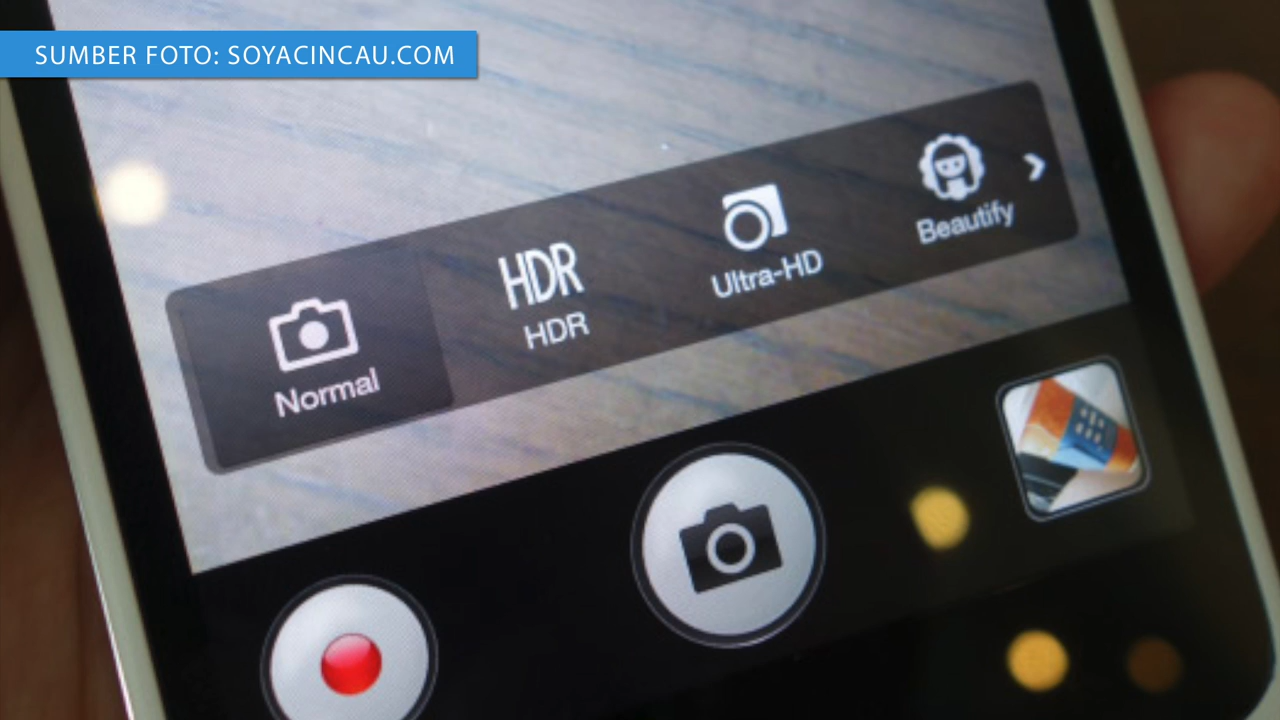 SUMBER FOTO: SOYACINCAU.COM
Beautify
Ultra-HD
HDR
HDR
Normal